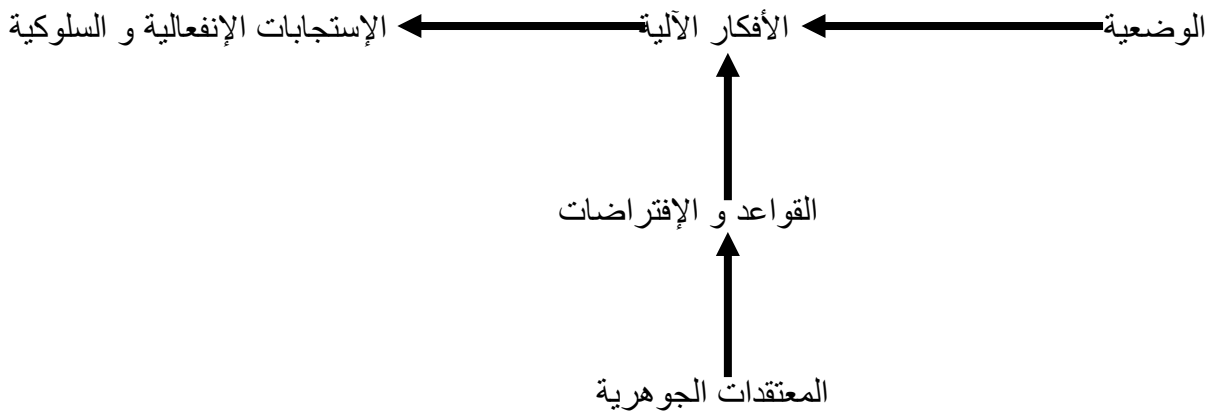 الوضعية الأفكار الآلية الإستجابات الإنفعالية و السلوكية
القواعد و الإفتراضات
المعتقدات الجوهرية